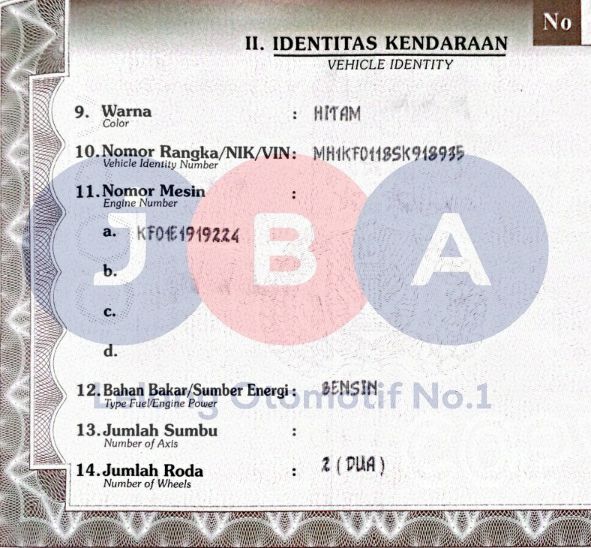 No
II. IDENTITAS KENDARAAN
VEHICLE IDENTITY
9. Warna : HITAM
Color
10. Nomor Rangka/NIK/VIN : MH1KF0118SK918935
Vehicle Identity Number
11. Nomor Mesin :
Engine Number
a. KF01E1919224
b.
c.
d.
J B A
12. Bahan Bakar/Sumber Energi : BENSIN
Type Fuel/Engine Power
Lelang Otomotif No.1
13. Jumlah Sumbu :
Number of Axis
14. Jumlah Roda : 2 (DUA)
Number of Wheels